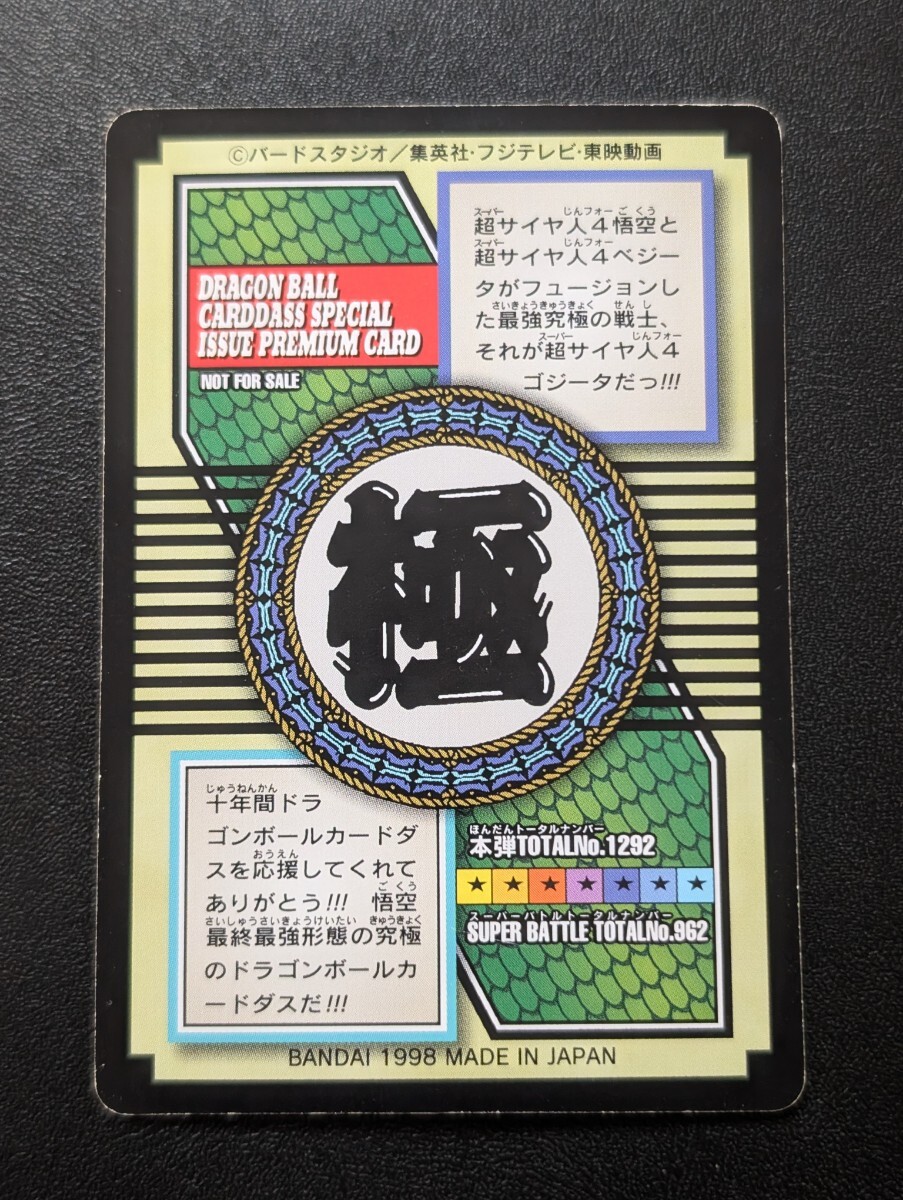 ©バードスタジオ／集英社・フジテレビ・東映動画
DRAGON BALL
CARDDASS SPECIAL
ISSUE PREMIUM CARD
NOT FOR SALE
スーパー じんフォー ごくう
超サイヤ人４悟空と
スーパー じんフォー
超サイヤ人４ベジー
タがフュージョンし
さいきょうきゅうきょく せんし
た最強究極の戦士、
スーパー じんフォー
それが超サイヤ人４
ゴジータだっ!!!
極
じゅうねんかん
十年間ドラ
ゴンボールカードダ
おうえん
スを応援してくれて
ごくう
ありがとう!!! 悟空
さいしゅうさいきょうけいたい きゅうきょく
最終最強形態の究極
のドラゴンボールカ
ードダスだ!!!
ほんだんトータルナンバー
本弾TOTALNo.1292
★ ★ ★ ★ ★ ★ ★
スーパーバトルトータルナンバー
SUPER BATTLE TOTALNo.962
BANDAI 1998 MADE IN JAPAN